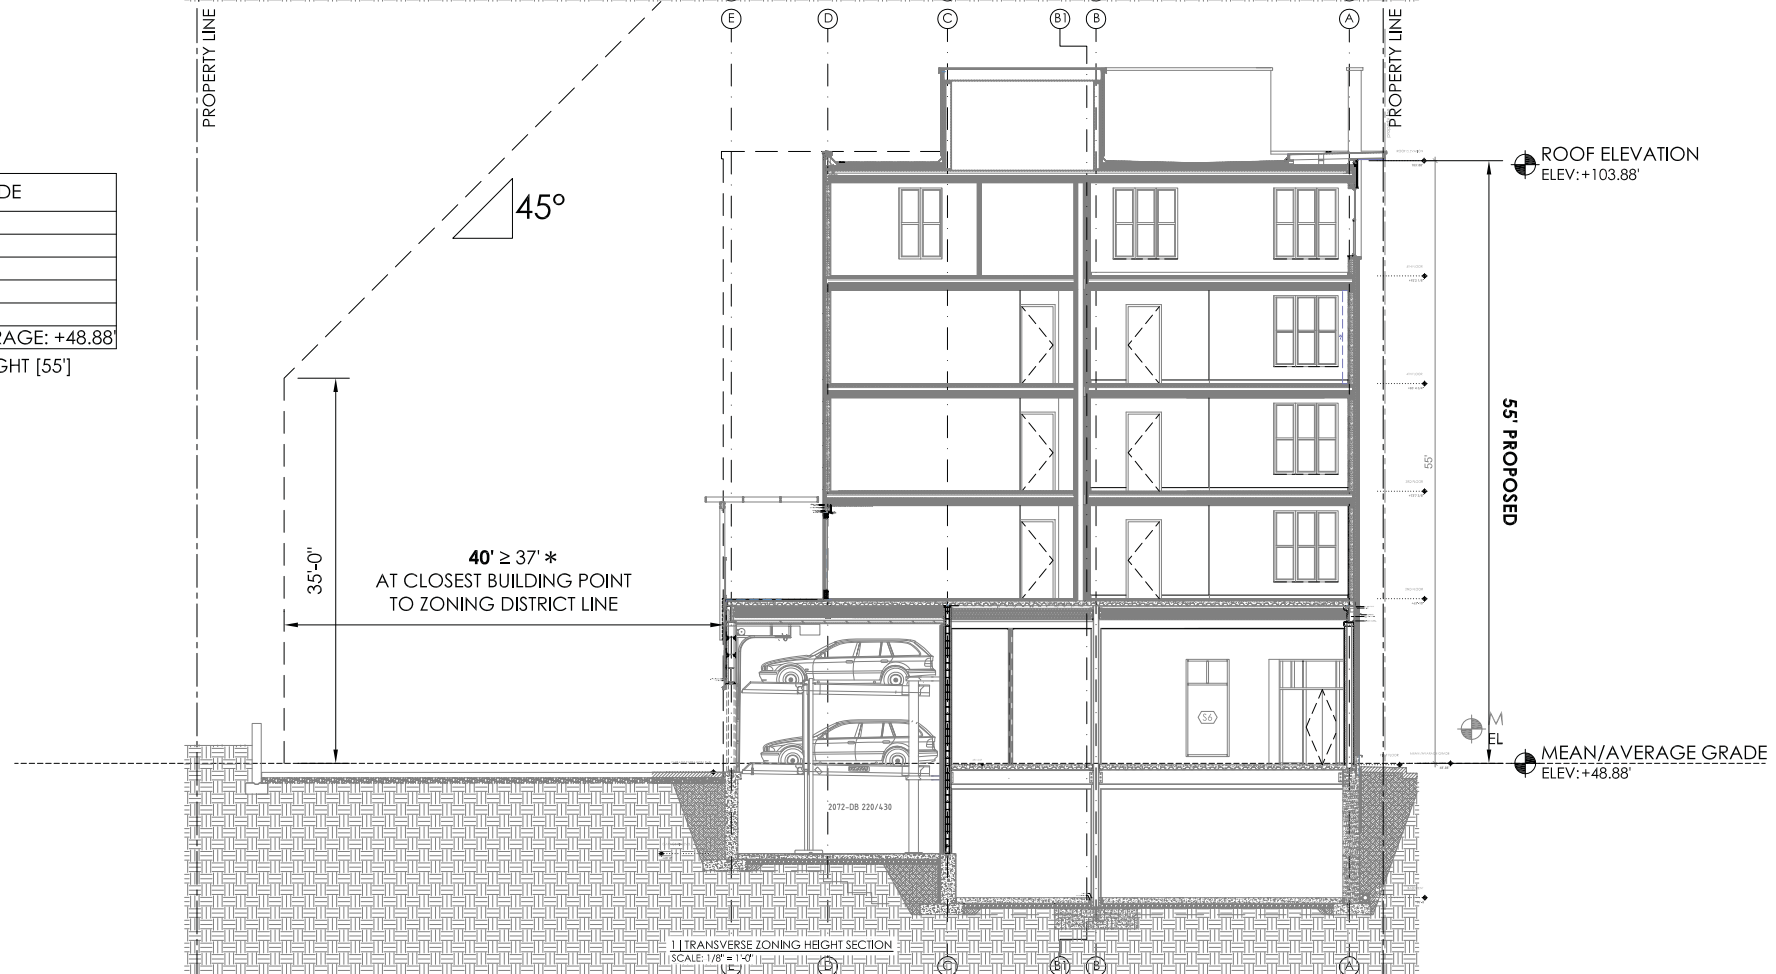 PROPERTY LINE
E
D
C
B1
B
A
PROPERTY LINE
ROOF ELEVATION
ELEV:+103.88'
DE
45°
RAGE: +48.88'
GHT [55']
55' PROPOSED
55'
35'-0"
40' ≥ 37' *
AT CLOSEST BUILDING POINT
TO ZONING DISTRICT LINE
S6
M
EL
MEAN/AVERAGE GRADE
ELEV:+48.88'
2072-DB 220/430
1 | TRANSVERSE ZONING HEIGHT SECTION
SCALE: 1/8" = 1'-0"
E
D
C
B1
B
A